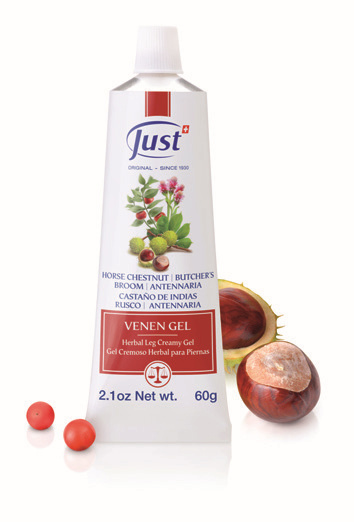 Just
ORIGINAL – SINCE 1930
HORSE CHESTNUT | BUTCHER'S
BROOM | ANTENNARIA
CASTAÑO DE INDIAS
RUSCO | ANTENNARIA
VENEN GEL
Herbal Leg Creamy Gel
Gel Cremoso Herbal para Piernas
2.1oz Net wt. 60g